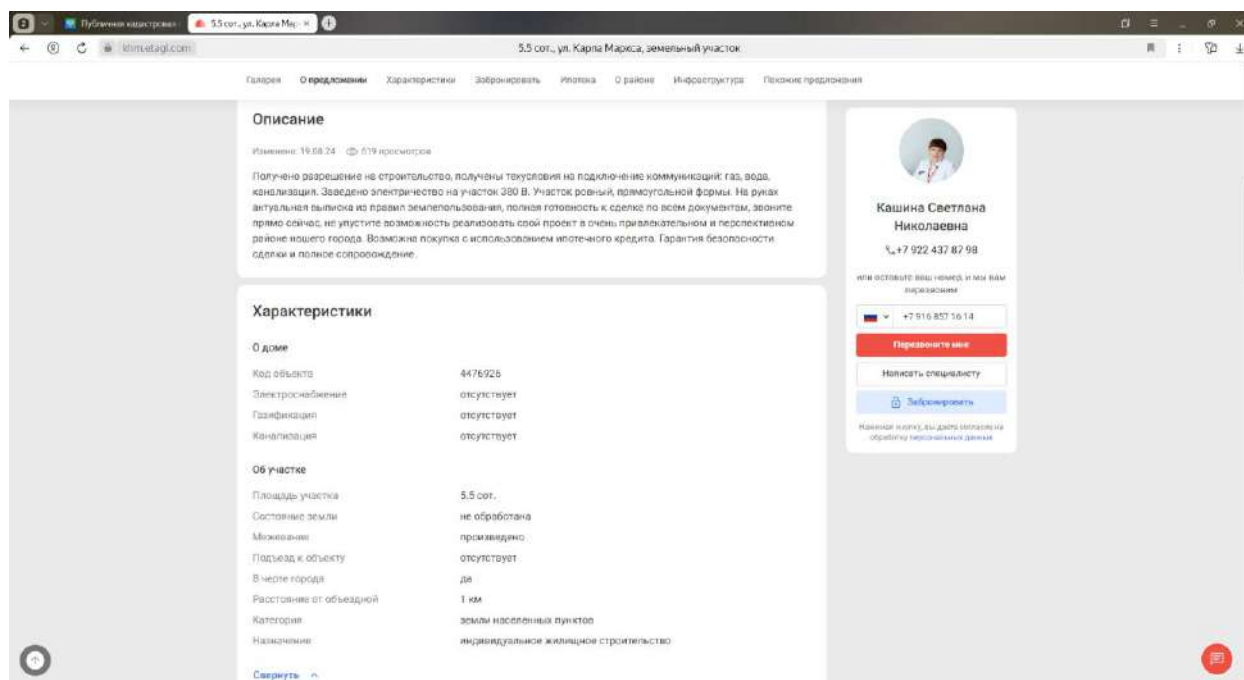 Публичная кадастровая
5.5 сот., ул. Карла Мар
khm.etagi.com
5.5 сот., ул. Карла Маркса, земельный участок
Галерея О предложении Характеристики Забронировать Ипотека О районе Инфраструктура Похожие предложения
Описание
Изменено: 19.08.24 619 просмотров
Получено разрешение на строительство, получены техусловия на подключение коммуникаций: газ, вода,
канализация. Заведено электричество на участок 380 В. Участок ровный, прямоугольной формы. На руках
актуальная выписка из правил землепользования, полная готовность к сделке по всем документам, звоните
прямо сейчас, не упустите возможность реализовать свой проект в очень привлекательном и перспективном
районе нашего города. Возможна покупка с использованием ипотечного кредита. Гарантия безопасности
сделки и полное сопровождение.
Характеристики
О доме
Код объекта 4476926
Электроснабжение отсутствует
Газификация отсутствует
Канализация отсутствует
Об участке
Площадь участка 5.5 сот.
Состояние земли не обработана
Межевание произведено
Подъезд к объекту отсутствует
В черте города да
Расстояние от объездной 1 км
Категория земли населенных пунктов
Назначение индивидуальное жилищное строительство
Свернуть
Кашина Светлана
Николаевна
+7 922 437 87 98
или оставьте ваш номер, и мы вам
перезвоним
+7 916 857 16 14
Перезвоните мне
Написать специалисту
Забронировать
Нажимая кнопку, вы даете согласие на
обработку персональных данных